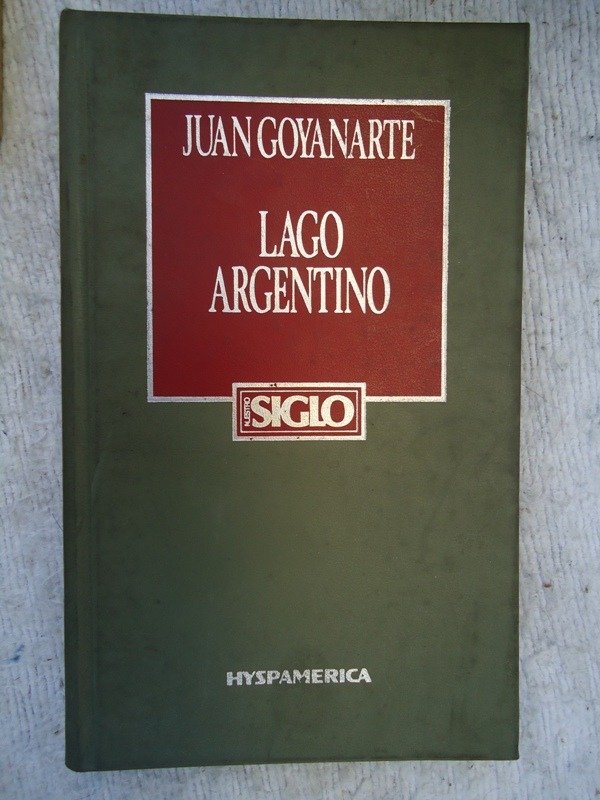 JUAN GOYANARTE
LAGO
ARGENTINO
NUESTRO
SIGLO
HYSPAMERICA